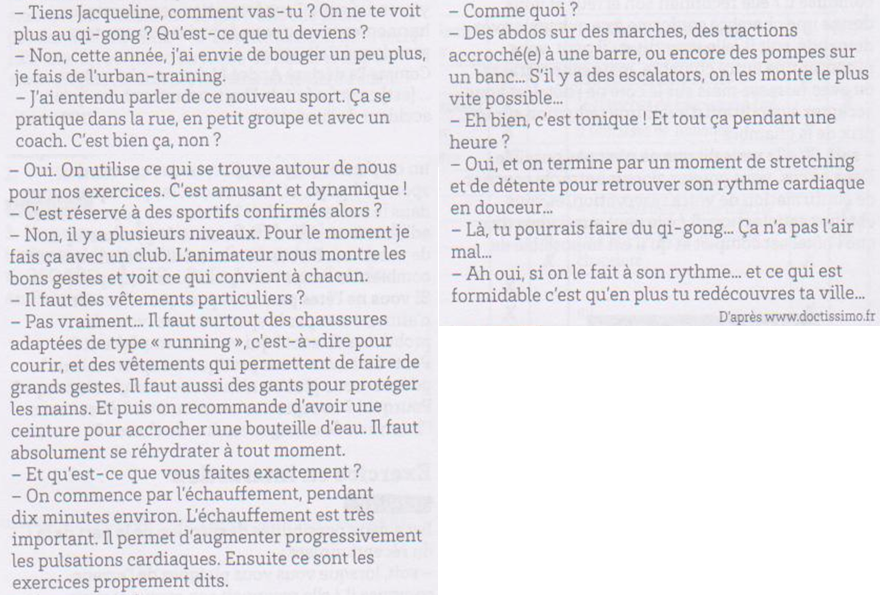 – Tiens Jacqueline, comment vas-tu ? On ne te voit
plus au qi-gong ? Qu'est-ce que tu deviens ?
– Non, cette année, j'ai envie de bouger un peu plus,
je fais de l'urban-training.
– J'ai entendu parler de ce nouveau sport. Ça se
pratique dans la rue, en petit groupe et avec un
coach. C'est bien ça, non ?
– Oui. On utilise ce qui se trouve autour de nous
pour nos exercices. C'est amusant et dynamique !
– C'est réservé à des sportifs confirmés alors ?
– Non, il y a plusieurs niveaux. Pour le moment je
fais ça avec un club. L'animateur nous montre les
bons gestes et voit ce qui convient à chacun.
– Il faut des vêtements particuliers ?
– Pas vraiment... Il faut surtout des chaussures
adaptées de type « running », c'est-à-dire pour
courir, et des vêtements qui permettent de faire de
grands gestes. Il faut aussi des gants pour protéger
les mains. Et puis on recommande d'avoir une
ceinture pour accrocher une bouteille d'eau. Il faut
absolument se réhydrater à tout moment.
– Et qu'est-ce que vous faites exactement ?
– On commence par l'échauffement, pendant
dix minutes environ. L'échauffement est très
important. Il permet d'augmenter progressivement
les pulsations cardiaques. Ensuite ce sont les
exercices proprement dits.
– Comme quoi ?
– Des abdos sur des marches, des tractions
accroché(e) à une barre, ou encore des pompes sur
un banc... S'il y a des escalators, on les monte le plus
vite possible...
– Eh bien, c'est tonique ! Et tout ça pendant une
heure ?
– Oui, et on termine par un moment de stretching
et de détente pour retrouver son rythme cardiaque
en douceur...
– Là, tu pourrais faire du qi-gong... Ça n'a pas l'air
mal...
– Ah oui, si on le fait à son rythme... et ce qui est
formidable c'est qu'en plus tu redécouvres ta ville...
D'après www.doctissimo.fr